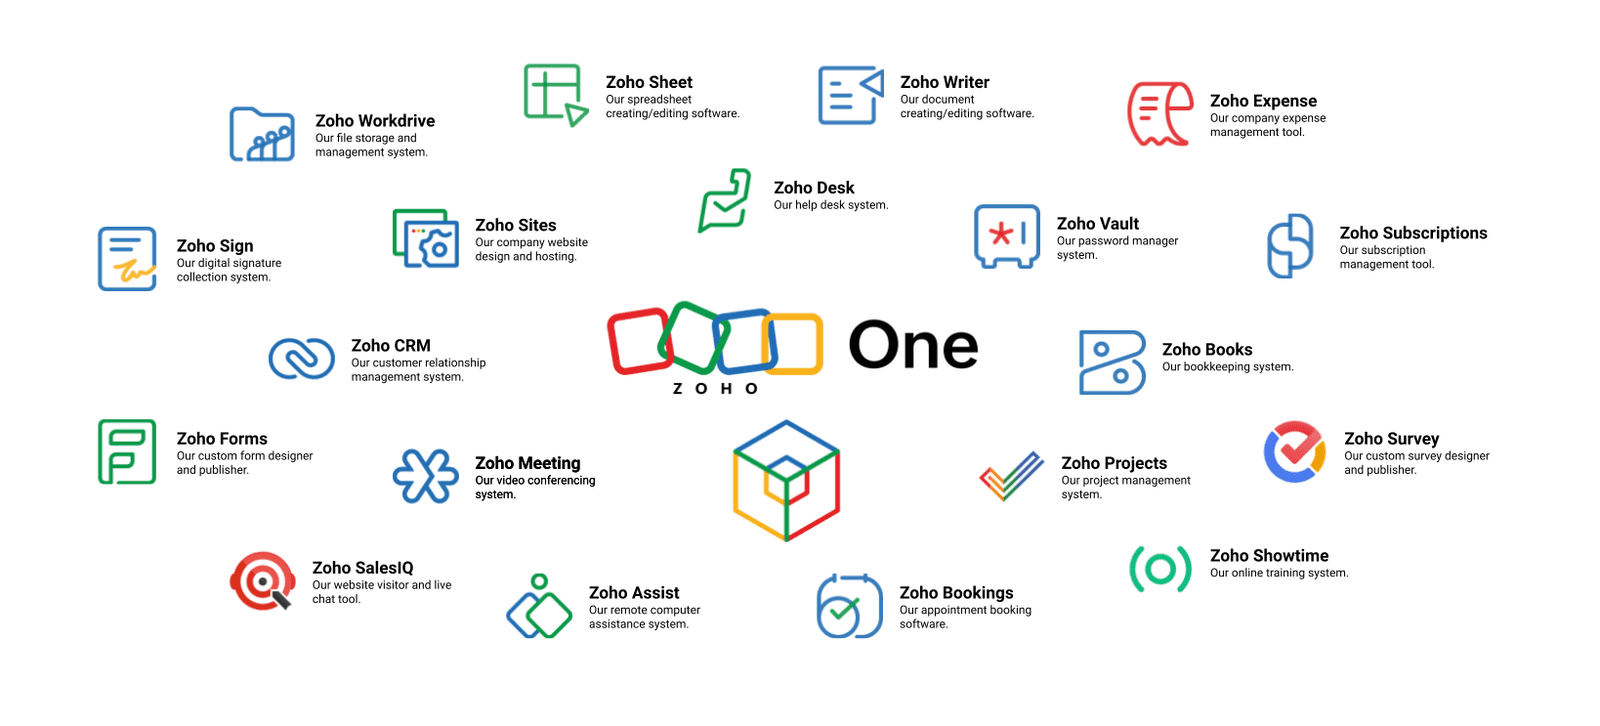 Zoho Sheet
Our spreadsheet
creating/editing software.
Zoho Writer
Our document
creating/editing software.
Zoho Expense
Our company expense
management tool.
Zoho Workdrive
Our file storage and
management system.
Zoho Desk
Our help desk system.
Zoho Sites
Our company website
design and hosting.
Zoho Vault
Our password manager
system.
Zoho Subscriptions
Our subscription
management tool.
Zoho Sign
Our digital signature
collection system.
One
ZOHO
Zoho CRM
Our customer relationship
management system.
Zoho Books
Our bookkeeping system.
Zoho Forms
Our custom form designer
and publisher.
Zoho Meeting
Our video conferencing
system.
Zoho Projects
Our project management
system.
Zoho Survey
Our custom survey designer
and publisher.
Zoho SalesIQ
Our website visitor and live
chat tool.
Zoho Assist
Our remote computer
assistance system.
Zoho Bookings
Our appointment booking
software.
Zoho Showtime
Our online training system.